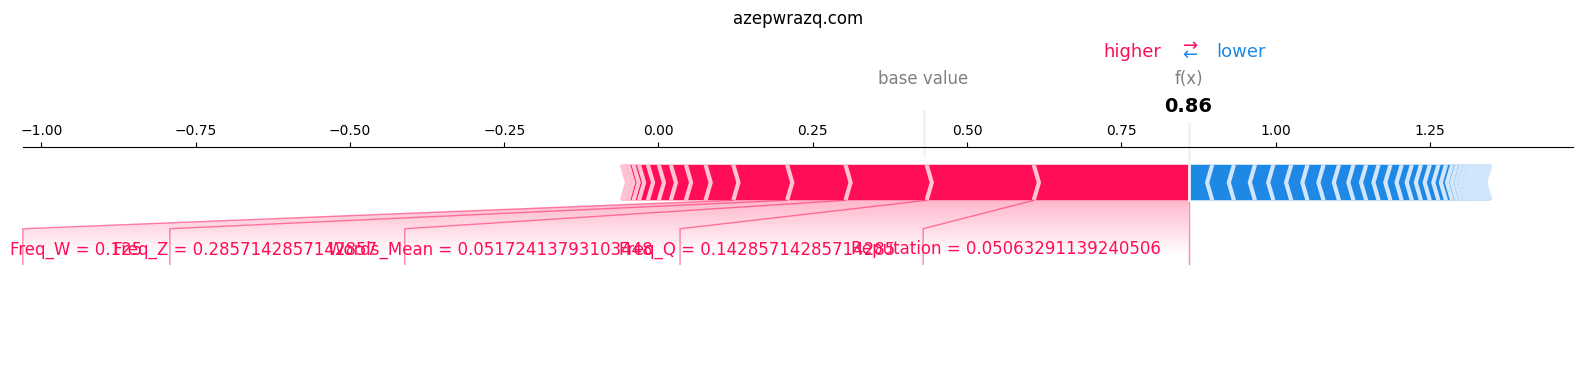 azepwrazq.com
higher ⇄ lower
base value f(x)
0.86
−1.00 −0.75 −0.50 −0.25 0.00 0.25 0.50 0.75 1.00 1.25
Freq_W = 0.125 Freq_Z = 0.2857142857142857 Words_Mean = 0.05172413793103448 Freq_Q = 0.14285714285714285 Reputation = 0.05063291139240506